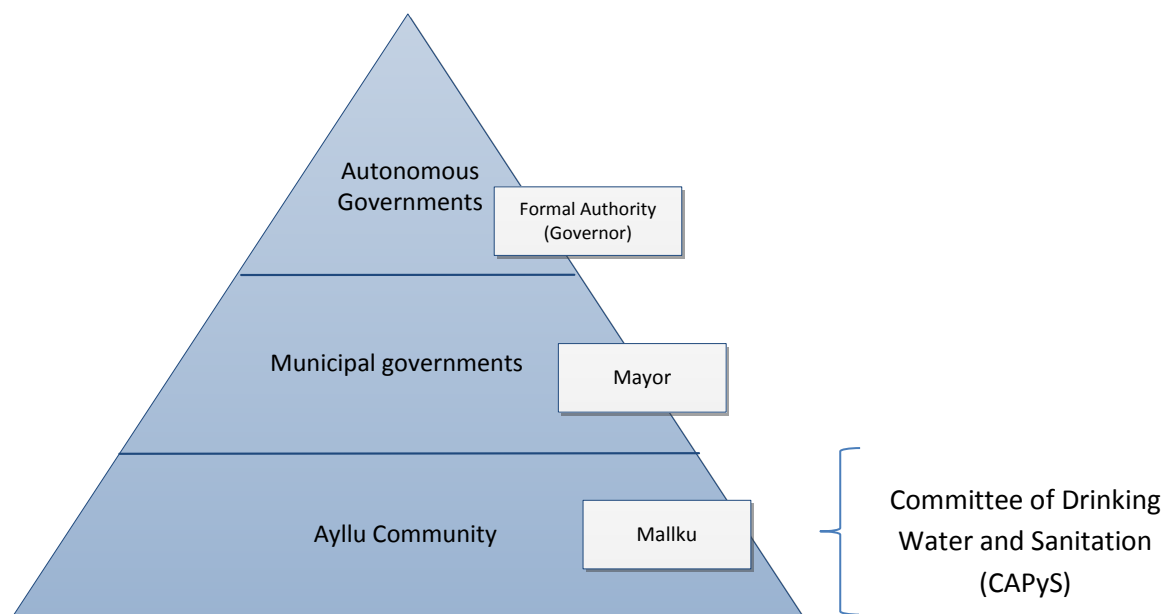 Autonomous
Governments
Formal Authority
(Governor)
Municipal governments
Mayor
Ayllu Community
Mallku
Committee of Drinking
Water and Sanitation
(CAPyS)